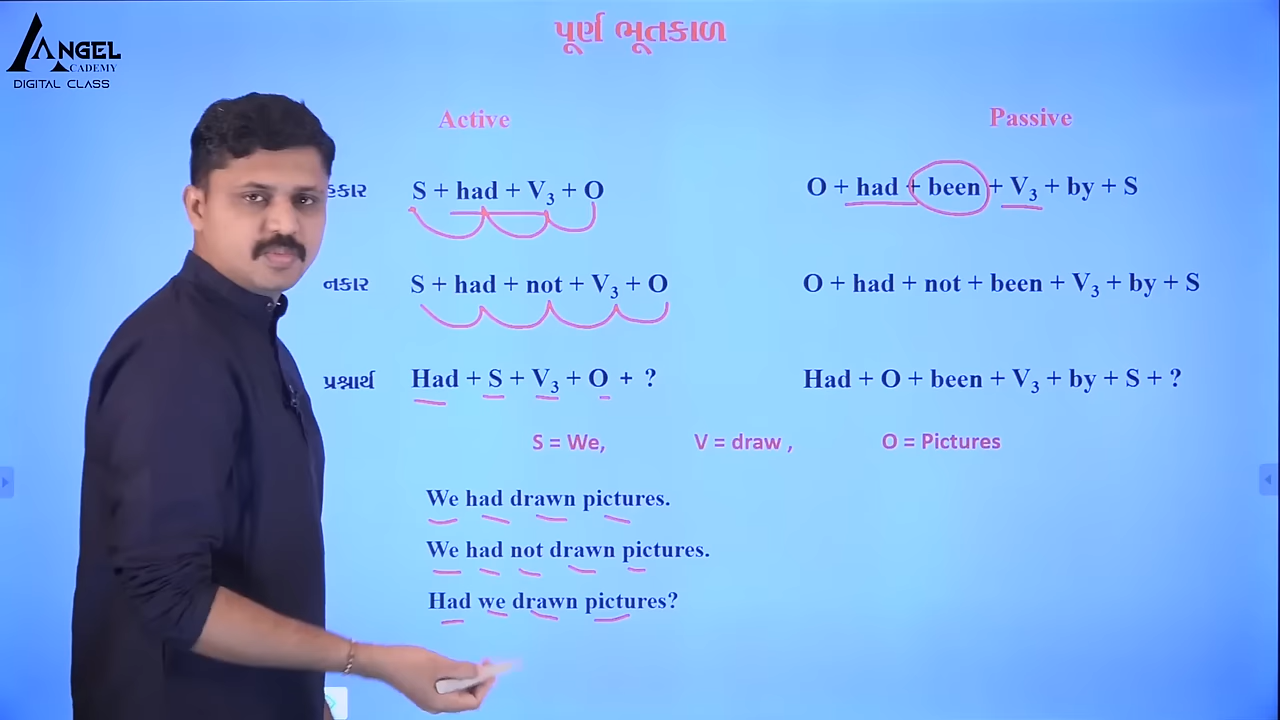 ANGEL
ACADEMY
DIGITAL CLASS
પૂર્ણ ભૂતકાળ
Active Passive
હકાર S + had + V3 + O O + had + been + V3 + by + S
નકાર S + had + not + V3 + O O + had + not + been + V3 + by + S
પ્રશ્નાર્થ Had + S + V3 + O + ? Had + O + been + V3 + by + S + ?
S = We, V = draw , O = Pictures
We had drawn pictures.
We had not drawn pictures.
Had we drawn pictures?